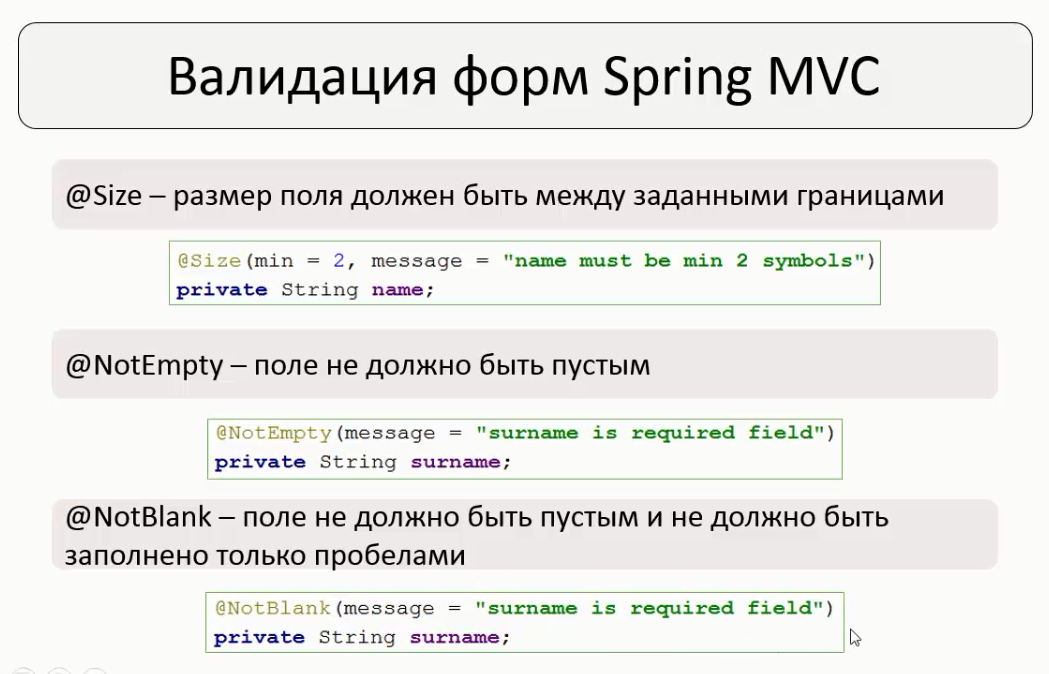 Валидация форм Spring MVC
@Size – размер поля должен быть между заданными границами
@Size(min = 2, message = "name must be min 2 symbols")
private String name;
@NotEmpty – поле не должно быть пустым
@NotEmpty(message = "surname is required field")
private String surname;
@NotBlank – поле не должно быть пустым и не должно быть
заполнено только пробелами
@NotBlank(message = "surname is required field")
private String surname;